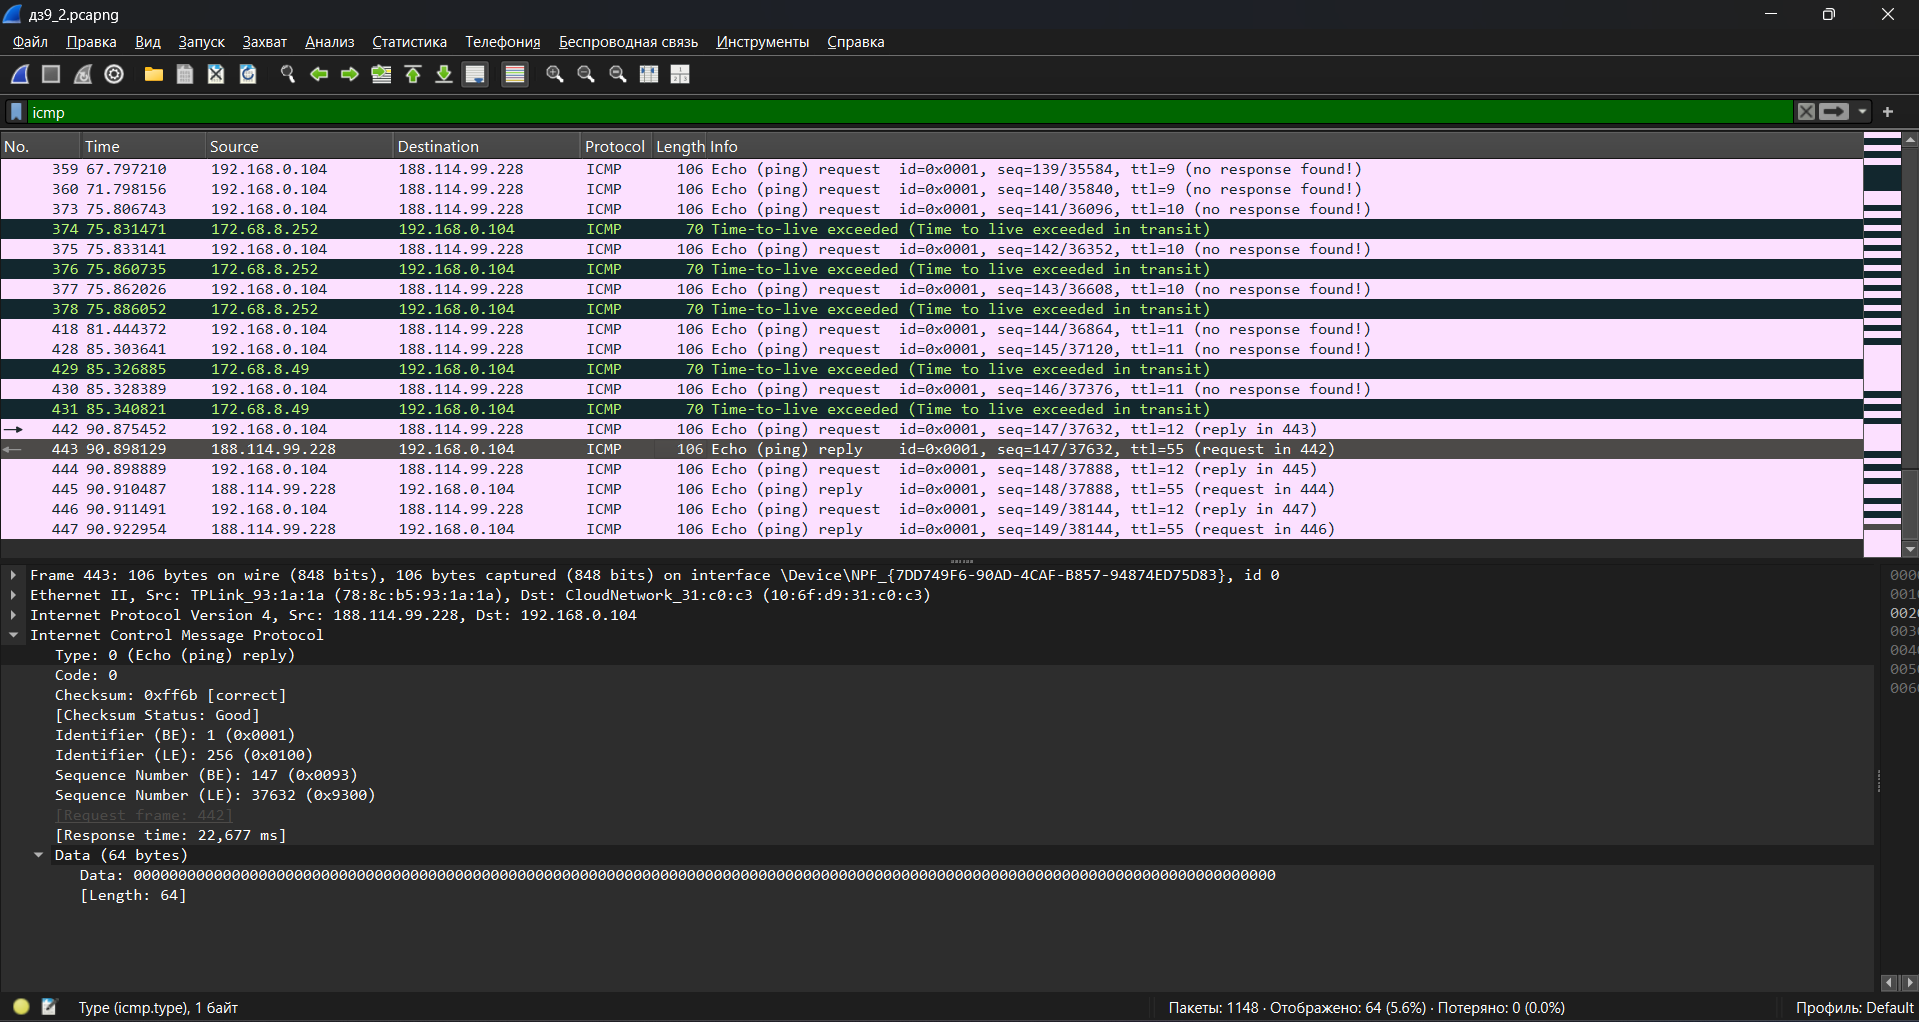 дз9_2.pcapng
Файл Правка Вид Запуск Захват Анализ Статистика Телефония Беспроводная связь Инструменты Справка
icmp
No. Time Source Destination Protocol Length Info
359 67.797210 192.168.0.104 188.114.99.228 ICMP 106 Echo (ping) request id=0x0001, seq=139/35584, ttl=9 (no response found!)
360 71.798156 192.168.0.104 188.114.99.228 ICMP 106 Echo (ping) request id=0x0001, seq=140/35840, ttl=9 (no response found!)
373 75.806743 192.168.0.104 188.114.99.228 ICMP 106 Echo (ping) request id=0x0001, seq=141/36096, ttl=10 (no response found!)
374 75.831471 172.68.8.252 192.168.0.104 ICMP 70 Time-to-live exceeded (Time to live exceeded in transit)
375 75.833141 192.168.0.104 188.114.99.228 ICMP 106 Echo (ping) request id=0x0001, seq=142/36352, ttl=10 (no response found!)
376 75.860735 172.68.8.252 192.168.0.104 ICMP 70 Time-to-live exceeded (Time to live exceeded in transit)
377 75.862026 192.168.0.104 188.114.99.228 ICMP 106 Echo (ping) request id=0x0001, seq=143/36608, ttl=10 (no response found!)
378 75.886052 172.68.8.252 192.168.0.104 ICMP 70 Time-to-live exceeded (Time to live exceeded in transit)
418 81.444372 192.168.0.104 188.114.99.228 ICMP 106 Echo (ping) request id=0x0001, seq=144/36864, ttl=11 (no response found!)
428 85.303641 192.168.0.104 188.114.99.228 ICMP 106 Echo (ping) request id=0x0001, seq=145/37120, ttl=11 (no response found!)
429 85.326885 172.68.8.49 192.168.0.104 ICMP 70 Time-to-live exceeded (Time to live exceeded in transit)
430 85.328389 192.168.0.104 188.114.99.228 ICMP 106 Echo (ping) request id=0x0001, seq=146/37376, ttl=11 (no response found!)
431 85.340821 172.68.8.49 192.168.0.104 ICMP 70 Time-to-live exceeded (Time to live exceeded in transit)
442 90.875452 192.168.0.104 188.114.99.228 ICMP 106 Echo (ping) request id=0x0001, seq=147/37632, ttl=12 (reply in 443)
443 90.898129 188.114.99.228 192.168.0.104 ICMP 106 Echo (ping) reply id=0x0001, seq=147/37632, ttl=55 (request in 442)
444 90.898889 192.168.0.104 188.114.99.228 ICMP 106 Echo (ping) request id=0x0001, seq=148/37888, ttl=12 (reply in 445)
445 90.910487 188.114.99.228 192.168.0.104 ICMP 106 Echo (ping) reply id=0x0001, seq=148/37888, ttl=55 (request in 444)
446 90.911491 192.168.0.104 188.114.99.228 ICMP 106 Echo (ping) request id=0x0001, seq=149/38144, ttl=12 (reply in 447)
447 90.922954 188.114.99.228 192.168.0.104 ICMP 106 Echo (ping) reply id=0x0001, seq=149/38144, ttl=55 (request in 446)
Frame 443: 106 bytes on wire (848 bits), 106 bytes captured (848 bits) on interface \Device\NPF_{7DD749F6-90AD-4CAF-B857-94874ED75D83}, id 0
Ethernet II, Src: TPLink_93:1a:1a (78:8c:b5:93:1a:1a), Dst: CloudNetwork_31:c0:c3 (10:6f:d9:31:c0:c3)
Internet Protocol Version 4, Src: 188.114.99.228, Dst: 192.168.0.104
Internet Control Message Protocol
Type: 0 (Echo (ping) reply)
Code: 0
Checksum: 0xff6b [correct]
[Checksum Status: Good]
Identifier (BE): 1 (0x0001)
Identifier (LE): 256 (0x0100)
Sequence Number (BE): 147 (0x0093)
Sequence Number (LE): 37632 (0x9300)
[Request frame: 442]
[Response time: 22,677 ms]
Data (64 bytes)
Data: 00000000000000000000000000000000000000000000000000000000000000000000000000000000000000000000000000000000000000000000000000000000
[Length: 64]
Type (icmp.type), 1 байт
Пакеты: 1148 · Отображено: 64 (5.6%) · Потеряно: 0 (0.0%)
Профиль: Default